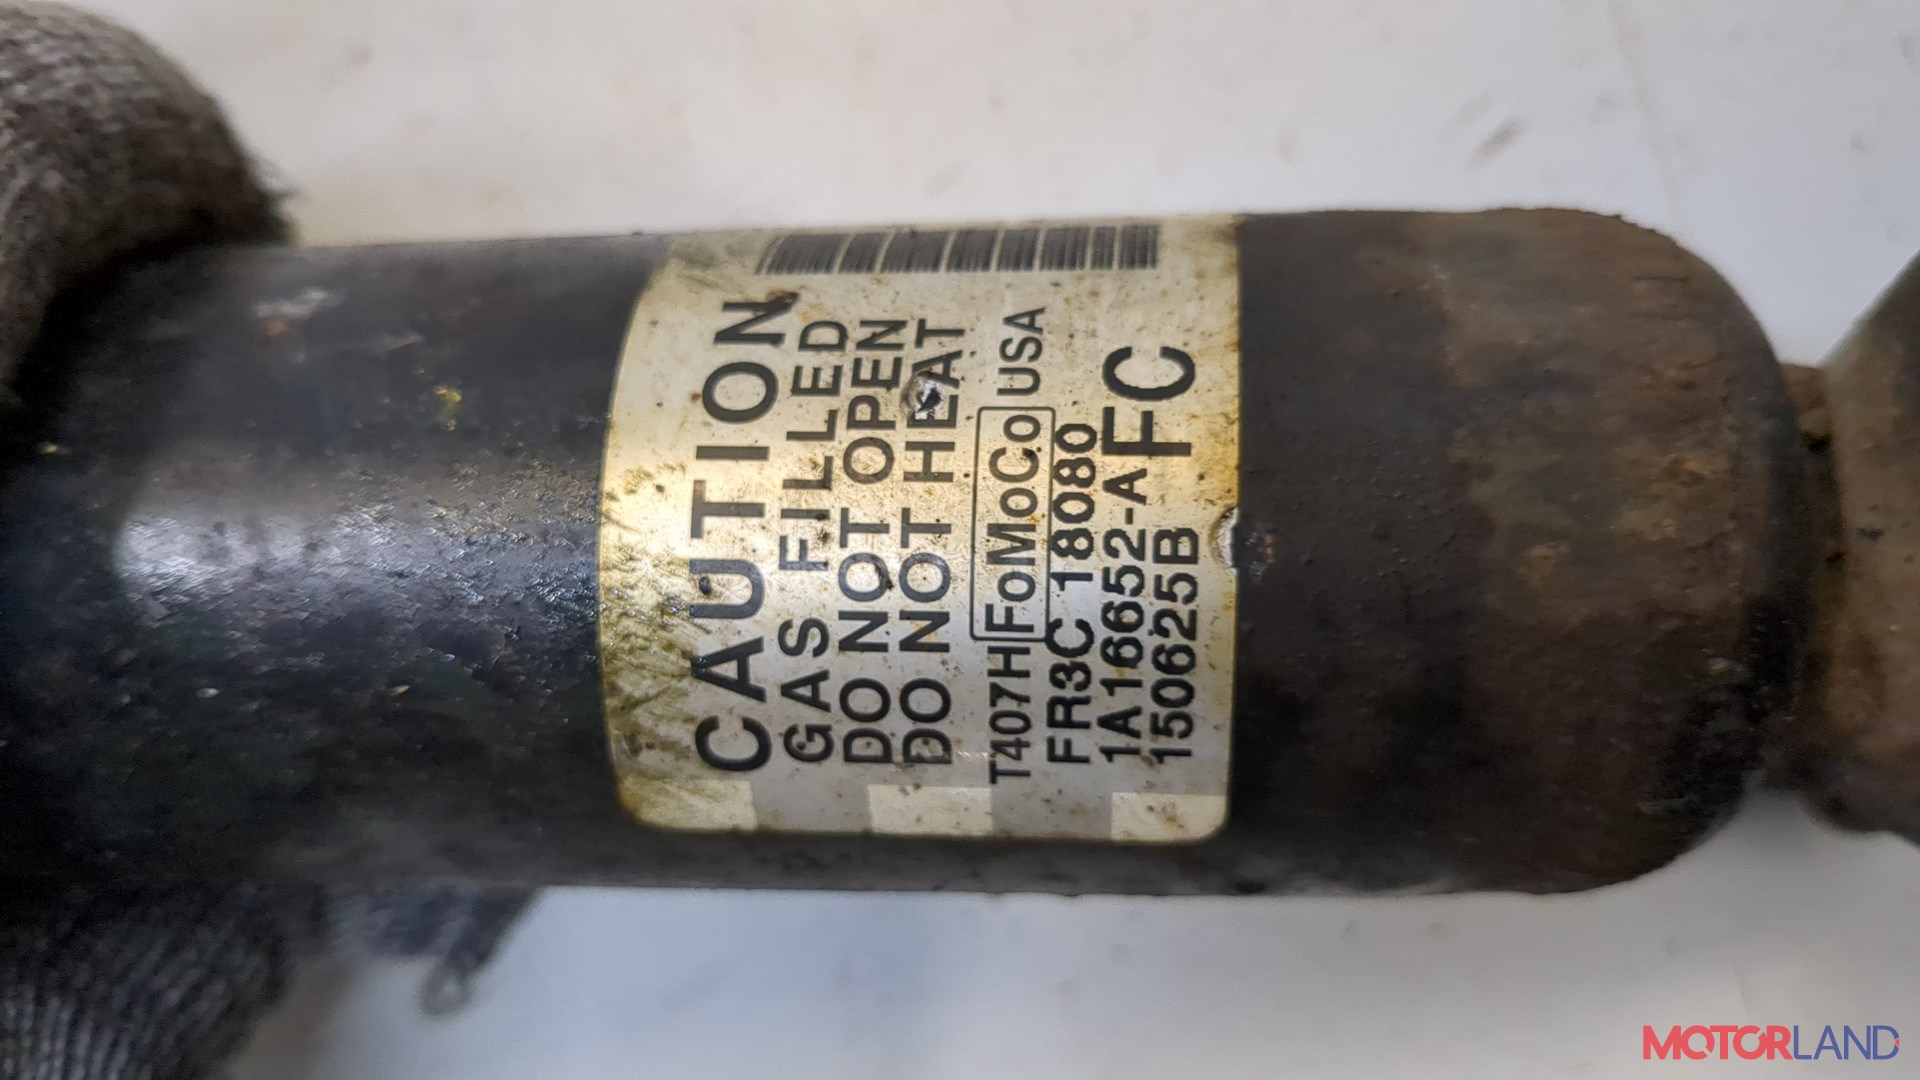 CAUTION
GAS FILLED
DO NOT OPEN
DO NOT HEAT
T407H FoMoCo USA
FR3C 18080
1A16652-A FC
150625B
MOTORLAND